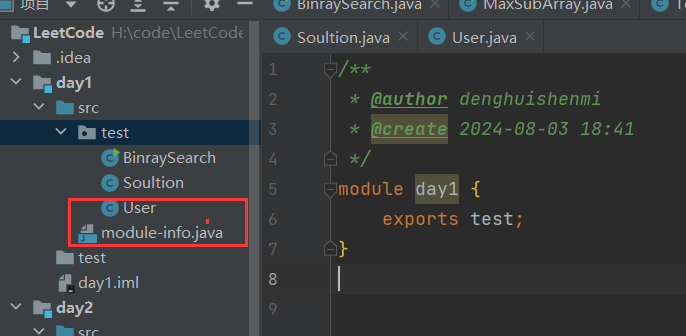 项目
LeetCode H:\code\LeetCode
.idea
day1
src
test
BinraySearch
Soultion
User
module-info.java
test
day1.iml
day2
src
BinraySearch.java
MaxSubArray.java
Soultion.java
User.java
1 /**
2 * @author denghuishenmi
3 * @create 2024-08-03 18:41
4 */
5 module day1 {
6 exports test;
7 }
8
9